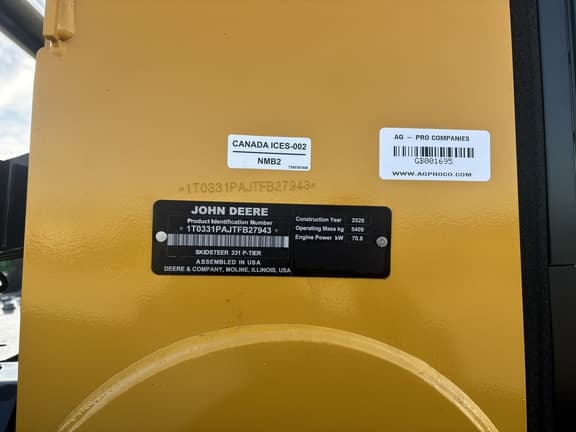 CANADA ICES-002
NMB2
AG - PRO COMPANIES
GB001695
WWW.AGPROCO.COM
*1T0331PAJTFB27943*
JOHN DEERE
Product Identification Number
*1T0331PAJTFB27943*
SKIDSTEER 331 P-TIER
ASSEMBLED IN USA
DEERE & COMPANY, MOLINE, ILLINOIS, USA
Construction Year 2025
Operating Mass kg 5409
Engine Power kW 70.8